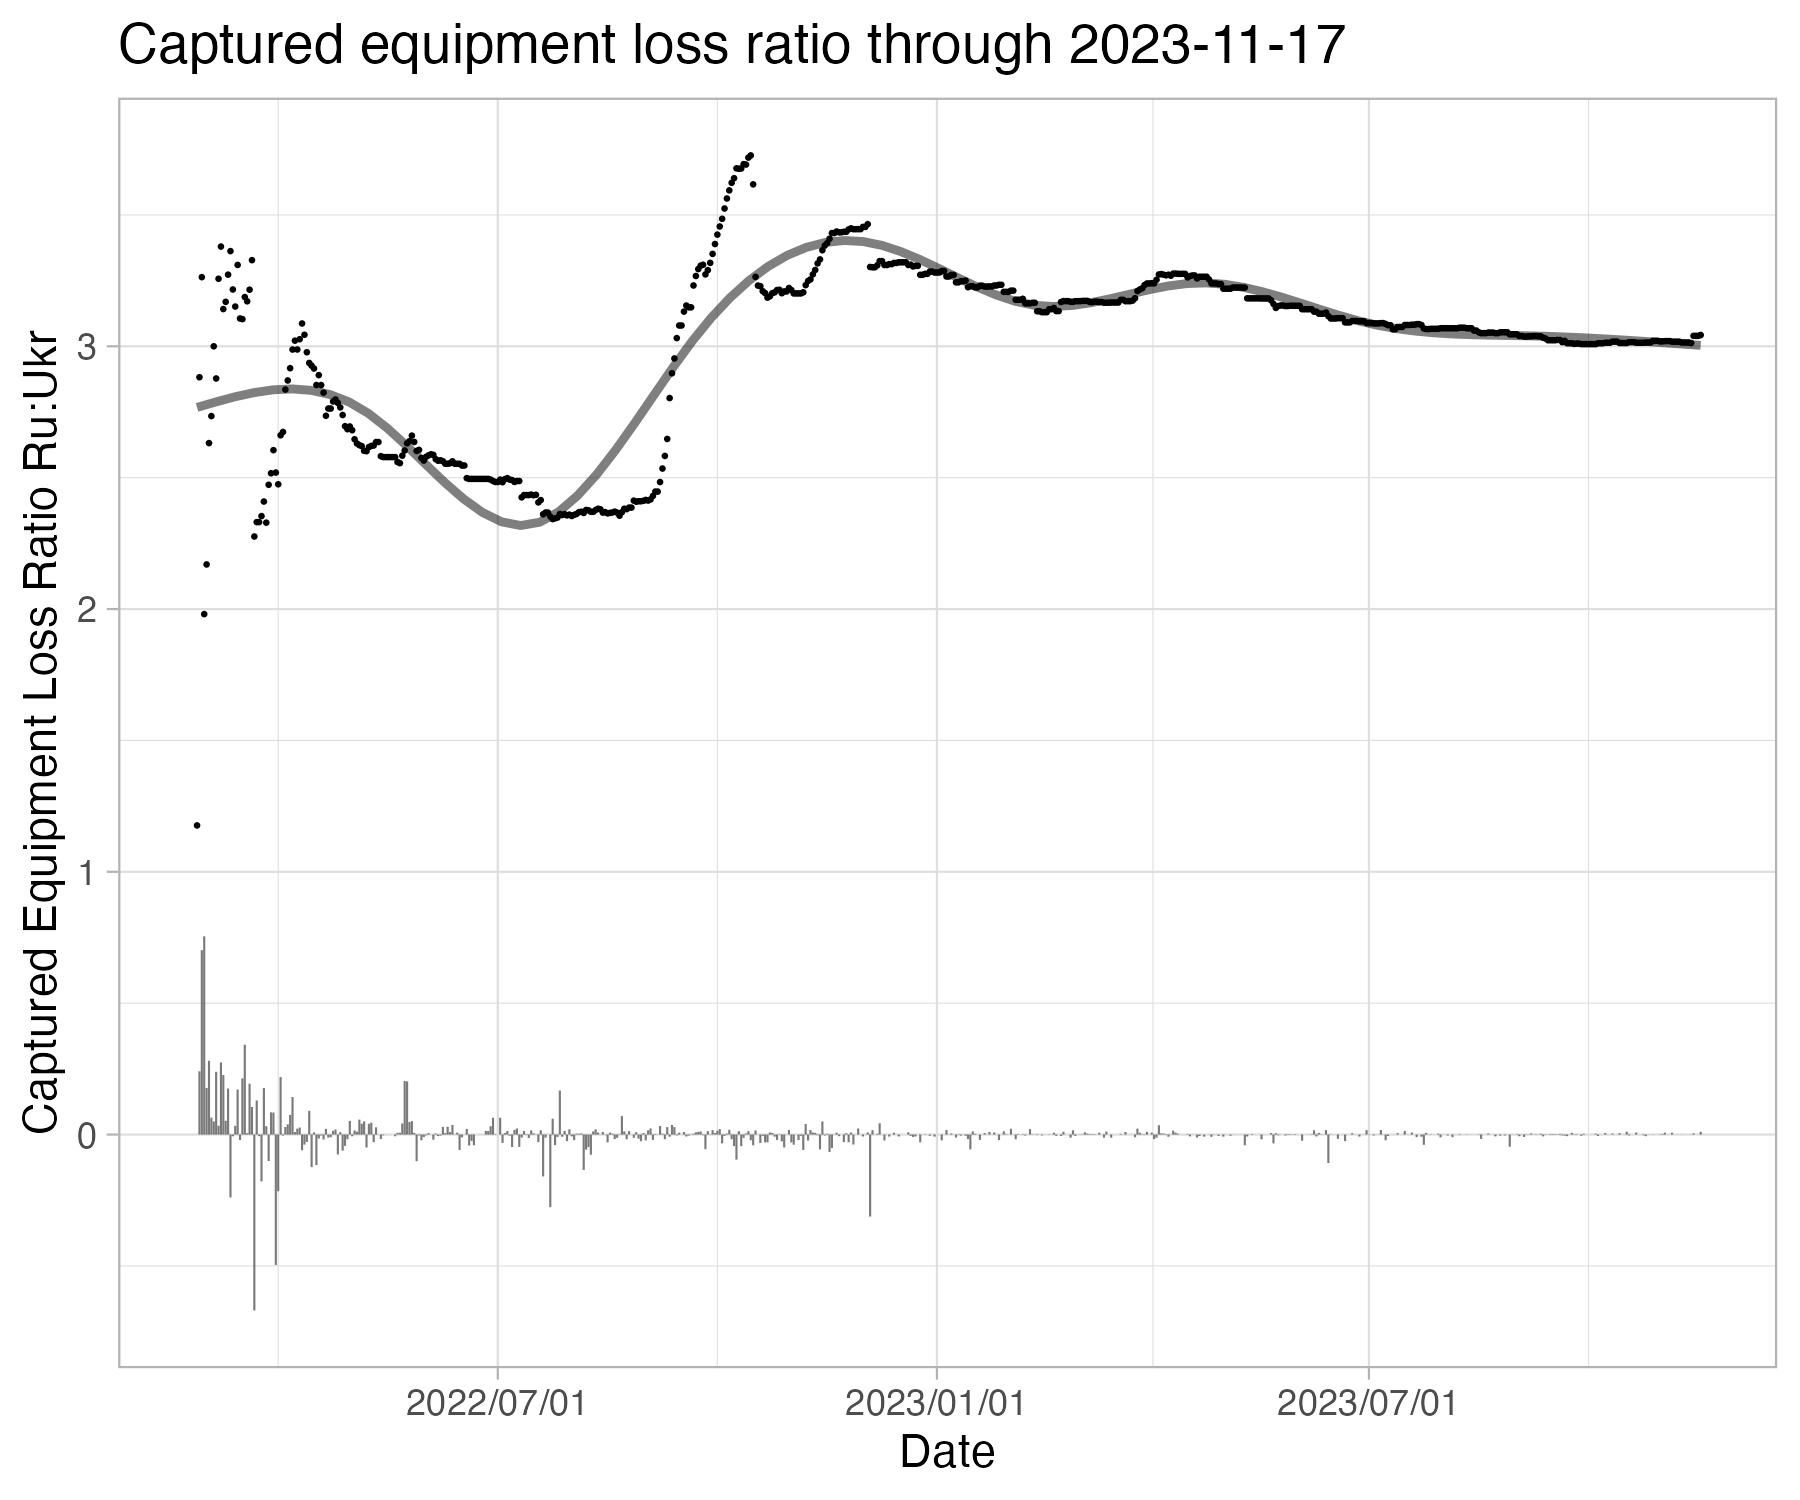 Captured equipment loss ratio through 2023-11-17
Captured Equipment Loss Ratio Ru:Ukr
3
2
1
0
2022/07/01
2023/01/01
2023/07/01
Date